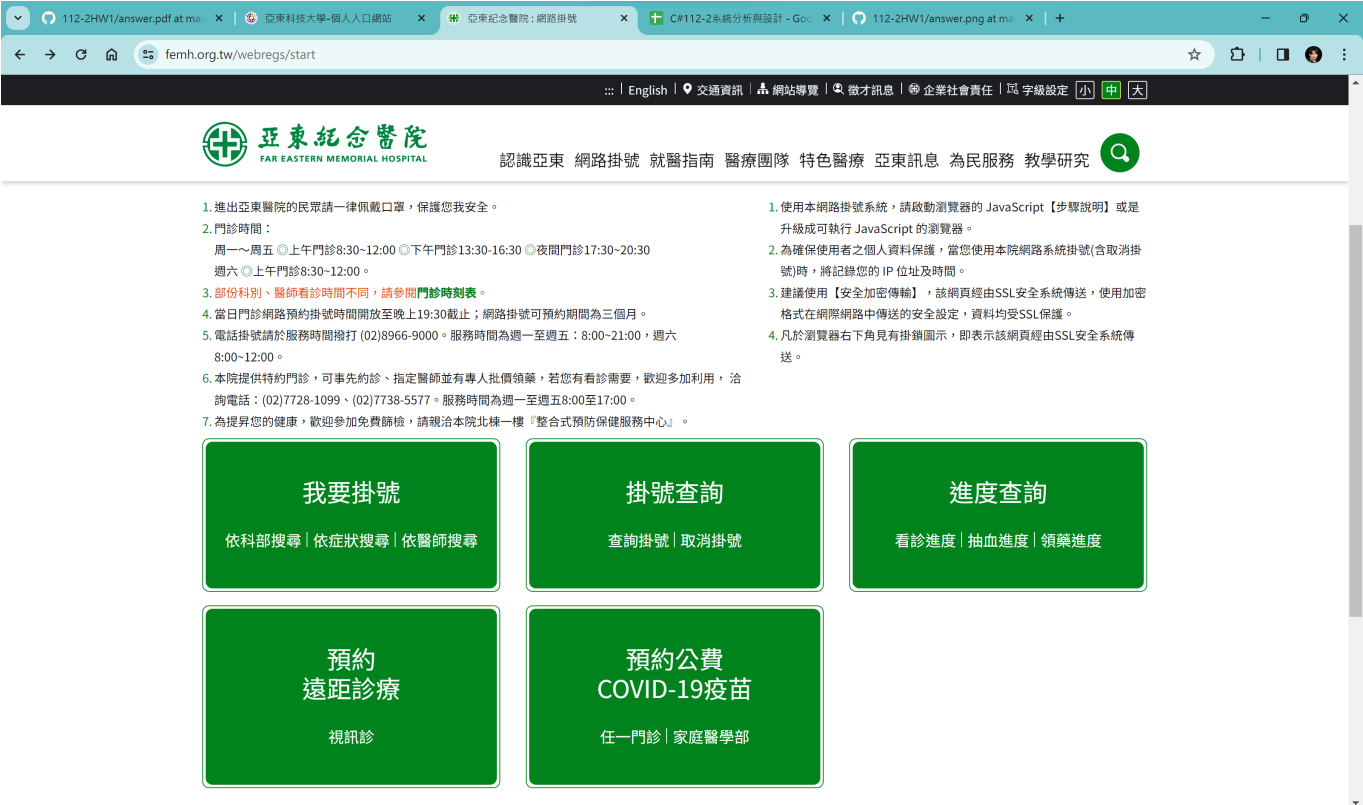 112-2HW1/answer.pdf at mai
亞東科技大學-個人入口網站
亞東紀念醫院 : 網路掛號
C#112-2系統分析與設計 - Goo
112-2HW1/answer.png at ma
femh.org.tw/webregs/start
::: English 交通資訊 網站導覽 徵才訊息 企業社會責任 字級設定 小 中 大
亞東紀念醫院
FAR EASTERN MEMORIAL HOSPITAL
認識亞東 網路掛號 就醫指南 醫療團隊 特色醫療 亞東訊息 為民服務 教學研究
1. 進出亞東醫院的民眾請一律佩戴口罩，保護您我安全。
2. 門診時間：
周一～周五 ◎上午門診8:30~12:00 ◎下午門診13:30-16:30 ◎夜間門診17:30~20:30
週六 ◎上午門診8:30~12:00。
3. 部份科別、醫師看診時間不同，請參閱門診時刻表。
4. 當日門診網路預約掛號時間開放至晚上19:30截止；網路掛號可預約期間為三個月。
5. 電話掛號請於服務時間撥打 (02)8966-9000。服務時間為週一至週五：8:00~21:00，週六
8:00~12:00。
6. 本院提供特約門診，可事先約診、指定醫師並有專人批價領藥，若您有看診需要，歡迎多加利用， 洽
詢電話：(02)7728-1099、(02)7738-5577。服務時間為週一至週五8:00至17:00。
7. 為提昇您的健康，歡迎參加免費篩檢，請親洽本院北棟一樓『整合式預防保健服務中心』。
1. 使用本網路掛號系統，請啟動瀏覽器的 JavaScript【步驟說明】或是
升級成可執行 JavaScript 的瀏覽器。
2. 為確保使用者之個人資料保護，當您使用本院網路系統掛號(含取消掛
號)時，將記錄您的 IP 位址及時間。
3. 建議使用【安全加密傳輸】，該網頁經由SSL安全系統傳送，使用加密
格式在網際網路中傳送的安全設定，資料均受SSL保護。
4. 凡於瀏覽器右下角見有掛鎖圖示，即表示該網頁經由SSL安全系統傳
送。
我要掛號
依科部搜尋 依症狀搜尋 依醫師搜尋
掛號查詢
查詢掛號 取消掛號
進度查詢
看診進度 抽血進度 領藥進度
預約
遠距診療
視訊診
預約公費
COVID-19疫苗
任一門診 家庭醫學部